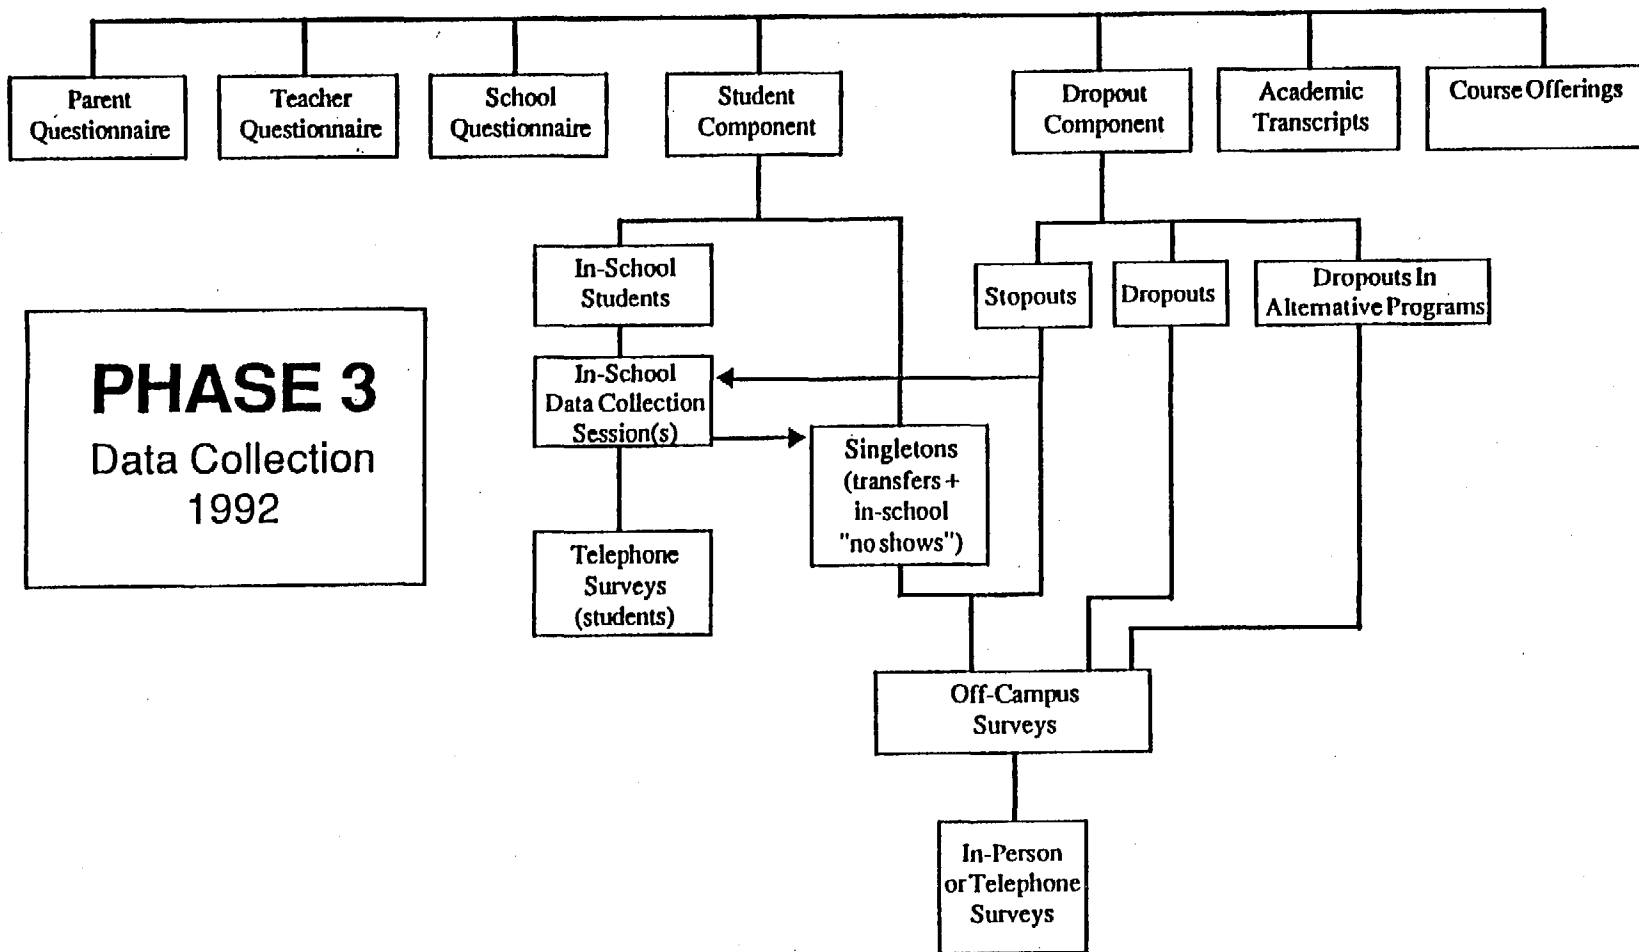 Parent
Questionnaire
Teacher
Questionnaire
School
Questionnaire
Student
Component
Dropout
Component
Academic
Transcripts
Course Offerings
In-School
Students
Stopouts
Dropouts
Dropouts In
Alternative Programs
PHASE 3
Data Collection
1992
In-School
Data Collection
Session(s)
Singletons
(transfers +
in-school
"no shows")
Telephone
Surveys
(students)
Off-Campus
Surveys
In-Person
or Telephone
Surveys